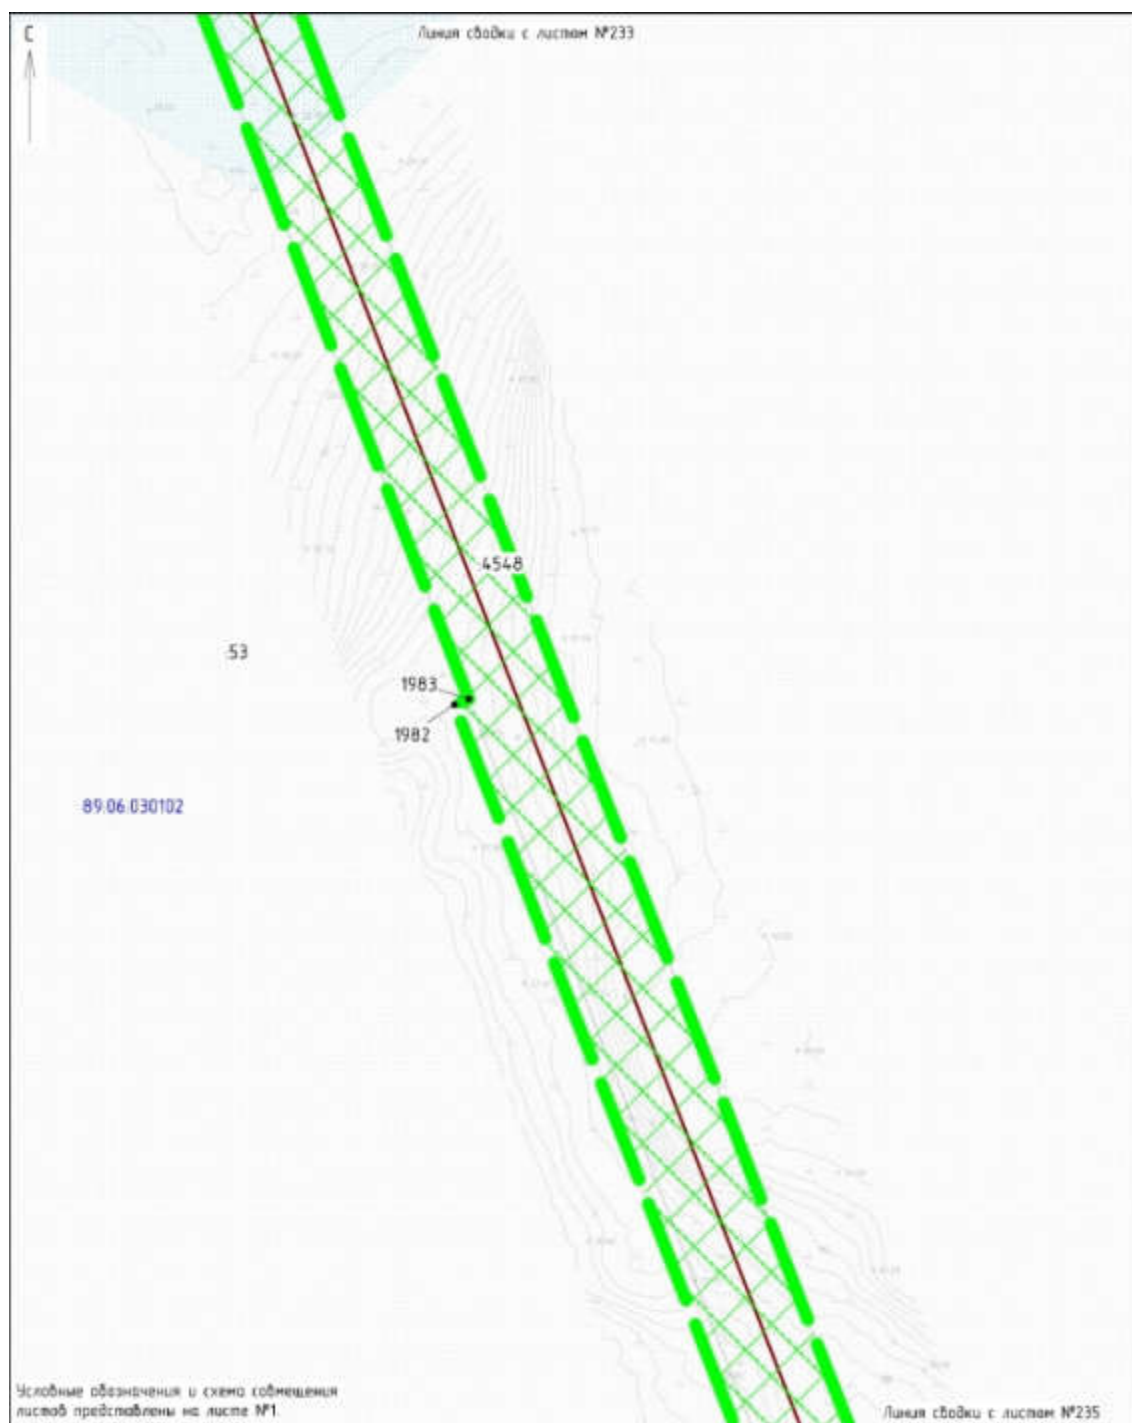 С
Линия сводки с листом №233
:4548
:53
1983
1982
89:06:030102
Условные обозначения и схема совмещения
листов представлены на листе №1.
Линия сводки с листом №235